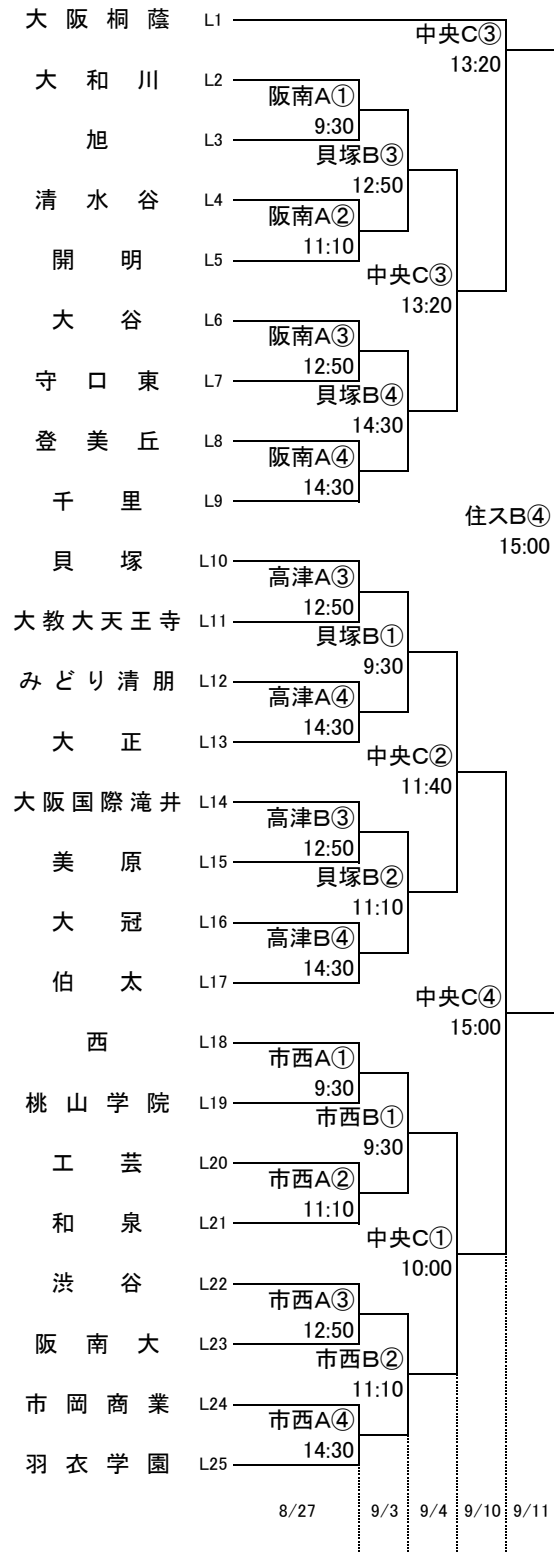 大阪桐蔭 L1
中央C③
13:20
大和川 L2
阪南A①
9:30
旭 L3
貝塚B③
12:50
清水谷 L4
阪南A②
11:10
開明 L5
中央C③
13:20
大谷 L6
阪南A③
12:50
守口東 L7
貝塚B④
14:30
登美丘 L8
阪南A④
14:30
千里 L9
住スB④
15:00
貝塚 L10
高津A③
12:50
大教大天王寺 L11
貝塚B①
9:30
みどり清朋 L12
高津A④
14:30
大正 L13
中央C②
11:40
大阪国際滝井 L14
高津B③
12:50
美原 L15
貝塚B②
11:10
大冠 L16
高津B④
14:30
伯太 L17
中央C④
15:00
西 L18
市西A①
9:30
桃山学院 L19
市西B①
9:30
工芸 L20
市西A②
11:10
和泉 L21
中央C①
10:00
渋谷 L22
市西A③
12:50
阪南大 L23
市西B②
11:10
市岡商業 L24
市西A④
14:30
羽衣学園 L25
8/27 9/3 9/4 9/10 9/11